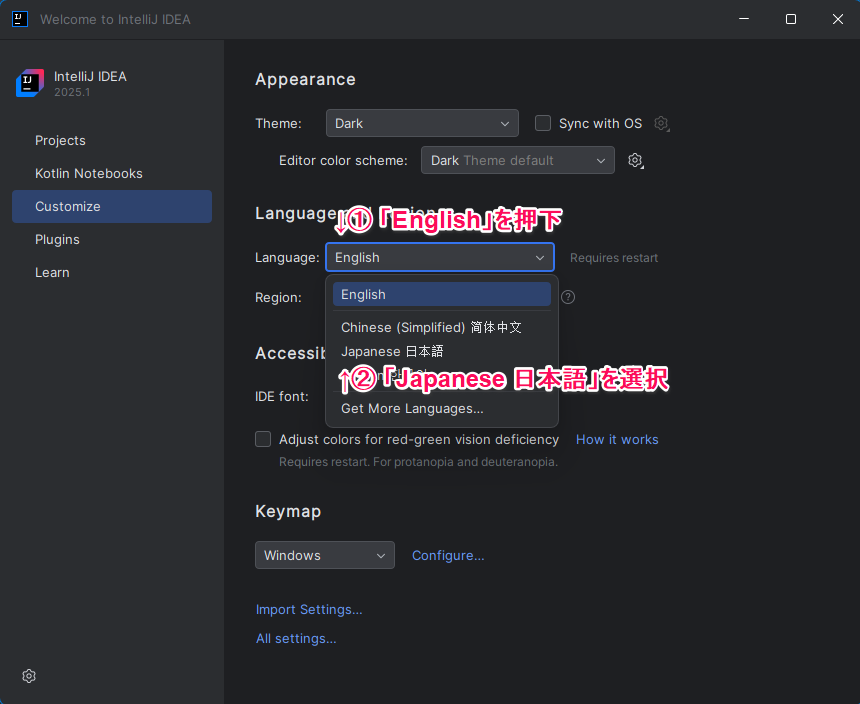 Welcome to IntelliJ IDEA
IntelliJ IDEA
2025.1
Projects
Kotlin Notebooks
Customize
Plugins
Learn
Appearance
Theme: Dark Sync with OS
Editor color scheme: Dark Theme default
Language
↓①「English」を押下
Language: English Requires restart
Region:
English
Chinese (Simplified) 简体中文
Japanese 日本語
↑②「Japanese 日本語」を選択
IDE font:
Get More Languages...
Adjust colors for red-green vision deficiency How it works
Requires restart. For protanopia and deuteranopia.
Keymap
Windows Configure...
Import Settings...
All settings...